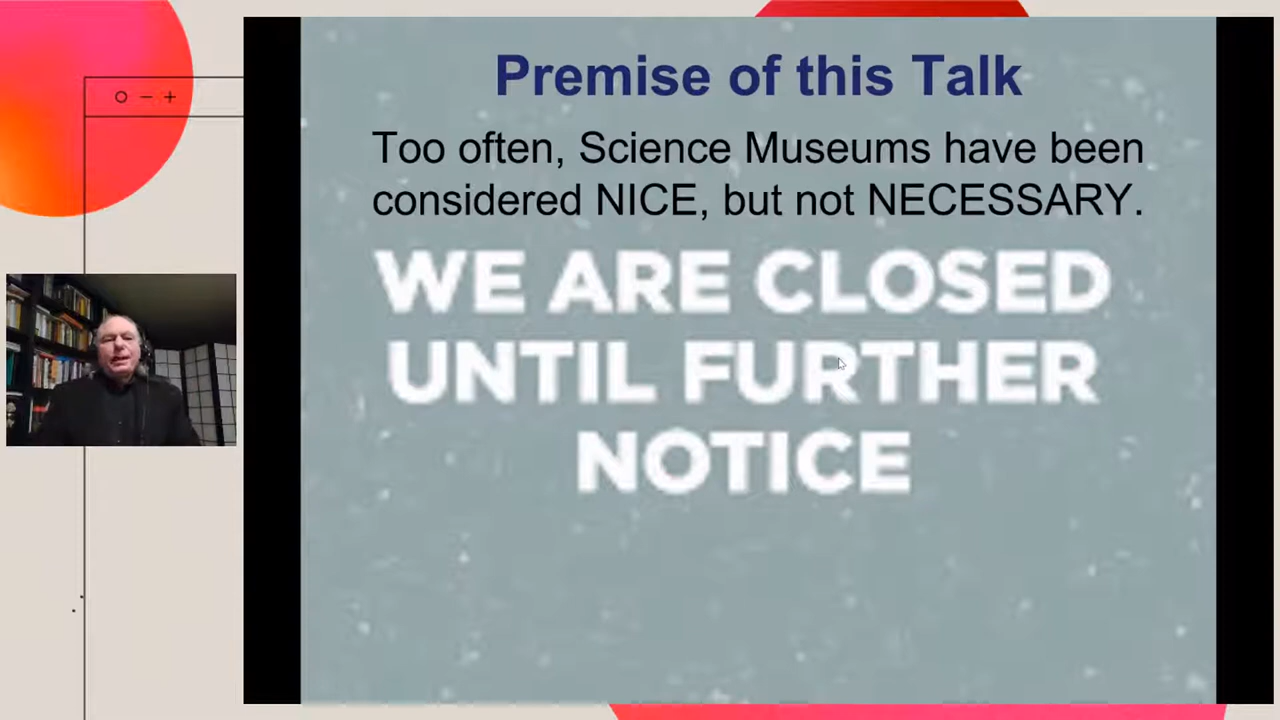 Premise of this Talk
Too often, Science Museums have been
considered NICE, but not NECESSARY.
WE ARE CLOSED
UNTIL FURTHER
NOTICE